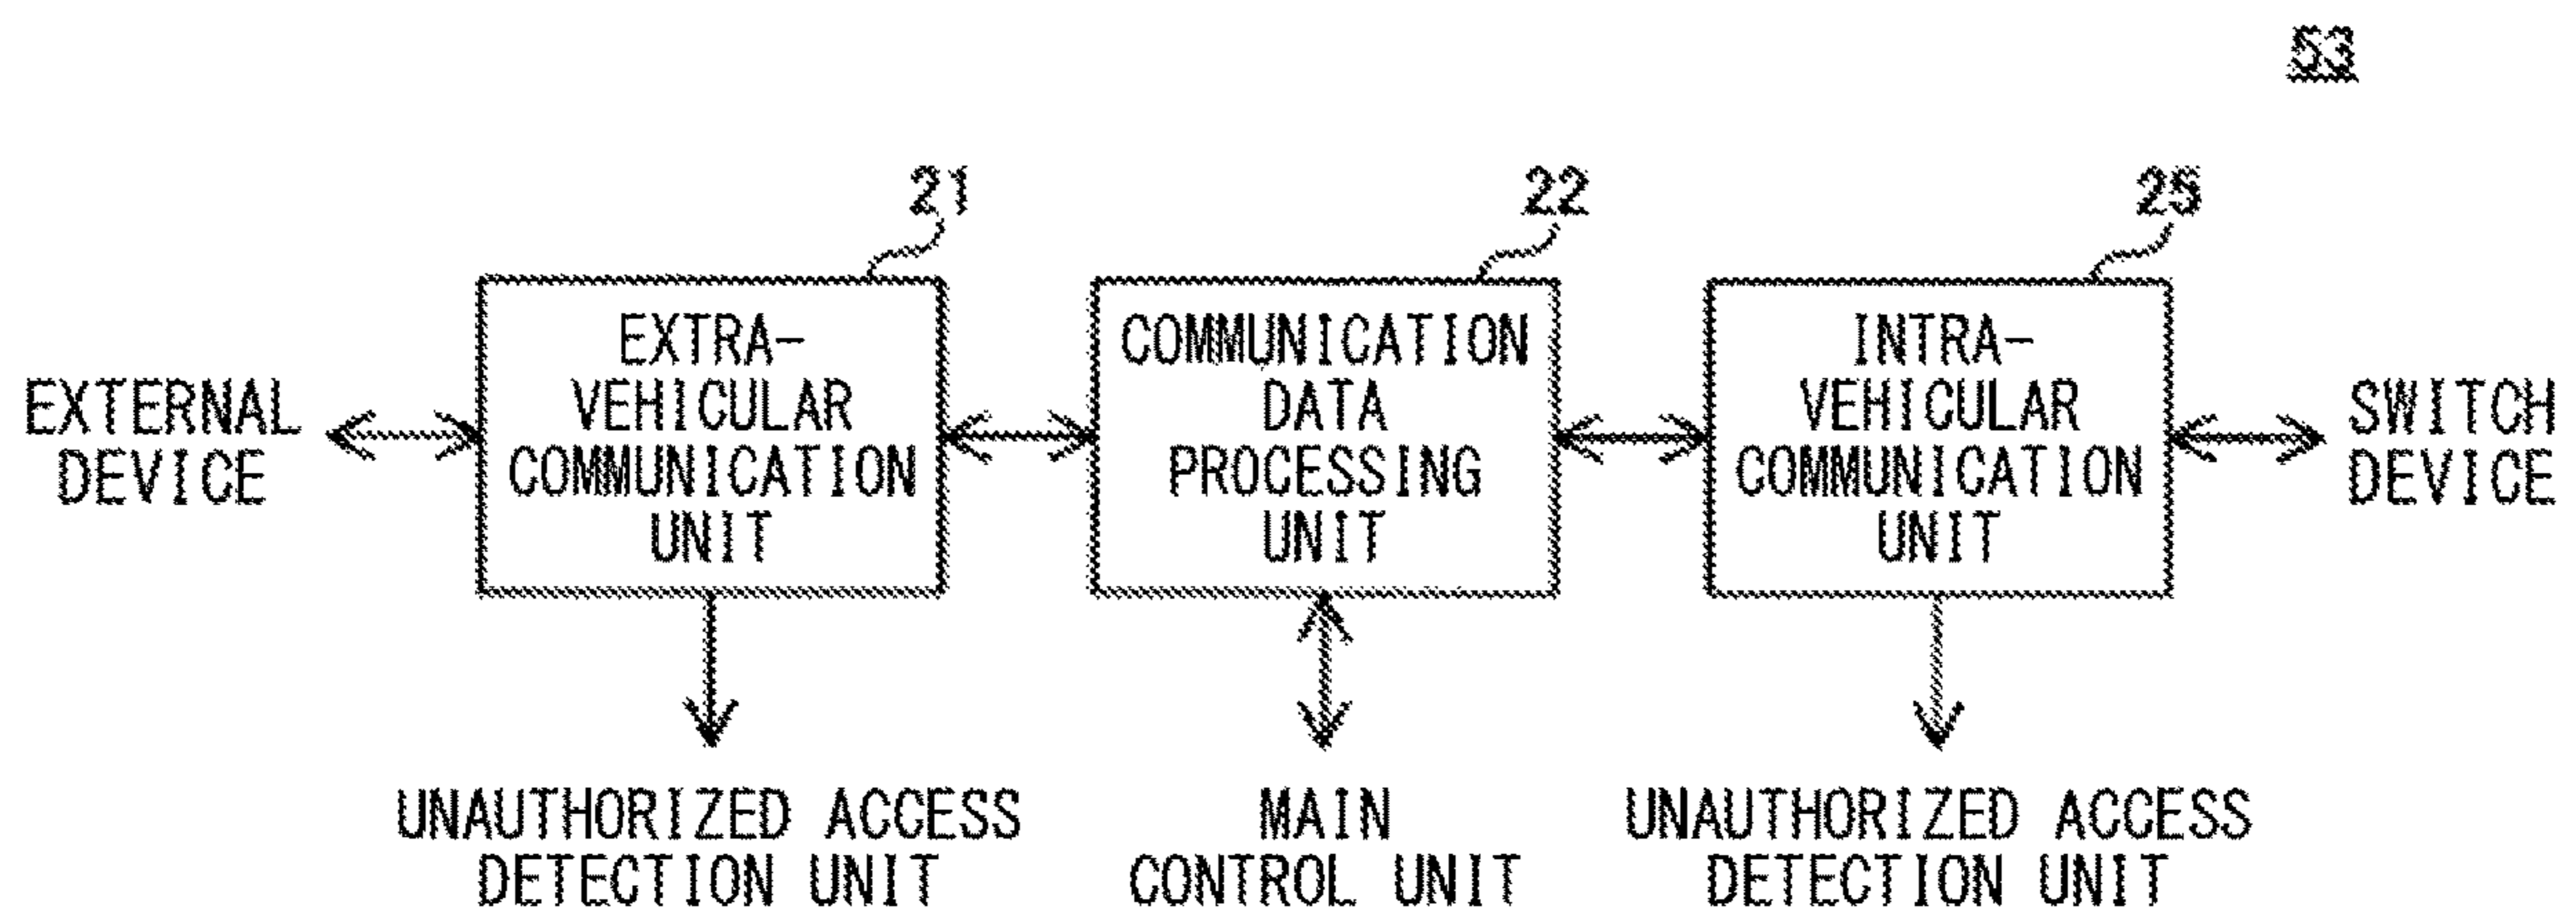 53
21
22
25
EXTRA-
VEHICULAR
COMMUNICATION
UNIT
COMMUNICATION
DATA
PROCESSING
UNIT
INTRA-
VEHICULAR
COMMUNICATION
UNIT
EXTERNAL
DEVICE
SWITCH
DEVICE
UNAUTHORIZED ACCESS
DETECTION UNIT
MAIN
CONTROL UNIT
UNAUTHORIZED ACCESS
DETECTION UNIT